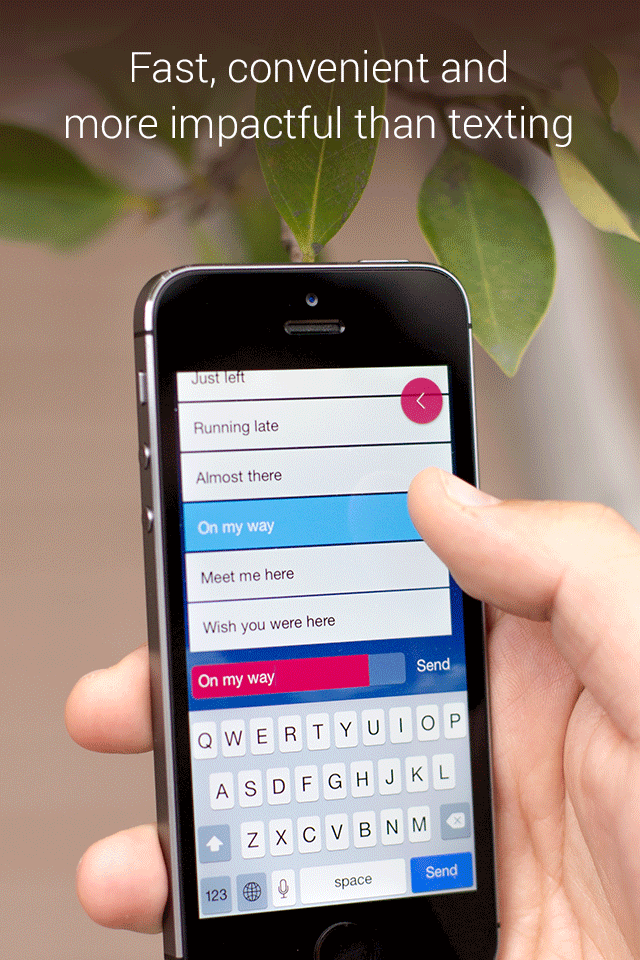 Fast, convenient and
more impactful than texting
Just left
Running late
Almost there
On my way
Meet me here
Wish you were here
On my way
Send
Q W E R T Y U I O P
A S D F G H J K L
Z X C V B N M
123
space
Send